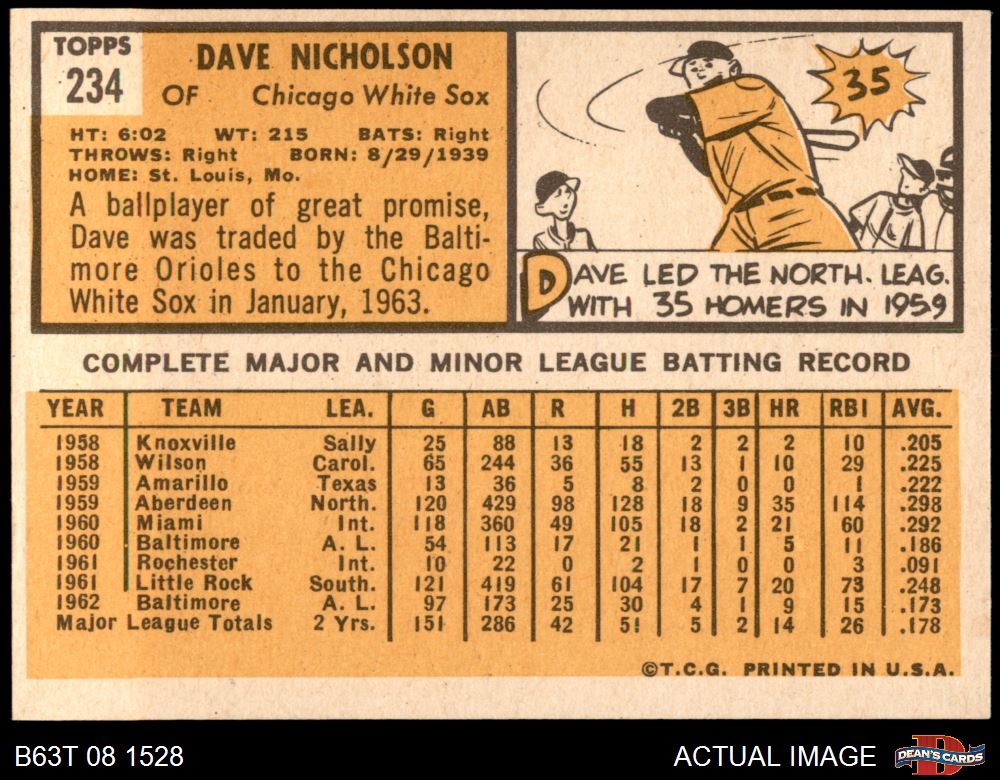 TOPPS
234
DAVE NICHOLSON
OF Chicago White Sox
HT: 6:02 WT: 215 BATS: Right
THROWS: Right BORN: 8/29/1939
HOME: St. Louis, Mo.
A ballplayer of great promise,
Dave was traded by the Balti-
more Orioles to the Chicago
White Sox in January, 1963.
35
DAVE LED THE NORTH. LEAG.
WITH 35 HOMERS IN 1959
COMPLETE MAJOR AND MINOR LEAGUE BATTING RECORD
YEAR TEAM LEA. G AB R H 2B 3B HR RBI AVG.
1958 Knoxville Sally 25 88 13 18 2 2 2 10 .205
1958 Wilson Carol. 65 244 36 55 13 1 10 29 .225
1959 Amarillo Texas 13 36 5 8 2 0 0 1 .222
1959 Aberdeen North. 120 429 98 128 18 9 35 114 .298
1960 Miami Int. 118 360 49 105 18 2 21 60 .292
1960 Baltimore A. L. 54 113 17 21 1 1 5 11 .186
1961 Rochester Int. 10 22 0 2 1 0 0 3 .091
1961 Little Rock South. 121 419 61 104 17 7 20 73 .248
1962 Baltimore A. L. 97 173 25 30 4 1 9 15 .173
Major League Totals 2 Yrs. 151 286 42 51 5 2 14 26 .178
©T.C.G. PRINTED IN U.S.A.
B63T 08 1528
ACTUAL IMAGE
D
DEAN'S CARDS